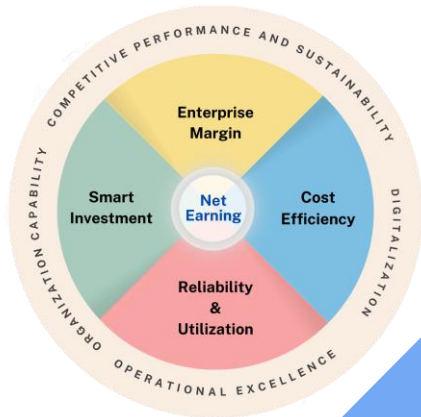 COMPETITIVE PERFORMANCE AND SUSTAINABILITY
Enterprise
Margin
Smart
Investment
Net
Earning
Cost
Efficiency
Reliability
&
Utilization
DIGITALIZATION
OPERATIONAL EXCELLENCE
ORGANIZATION CAPABILITY